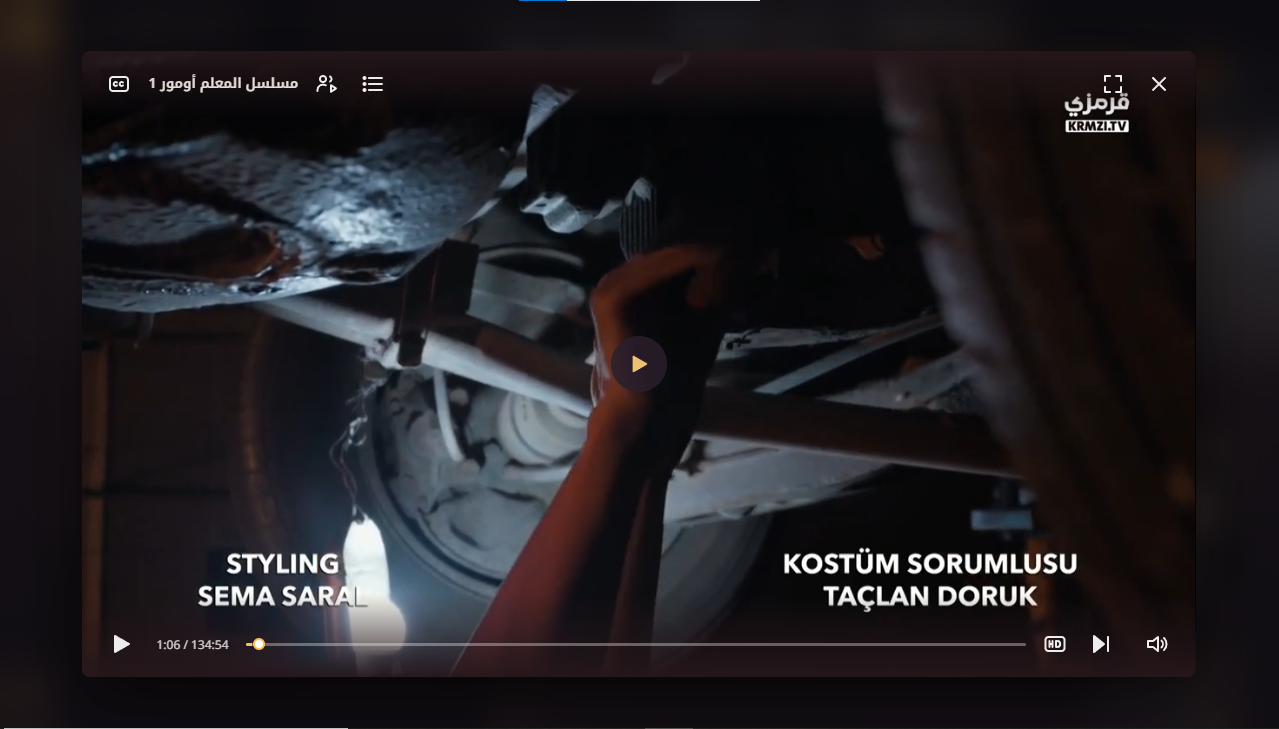 CC
مسلسل المعلم أومور 1
قرمزي
KRMZI.TV
STYLING
SEMA SARAL
KOSTÜM SORUMLUSU
TAÇLAN DORUK
1:06 / 134:54
HD